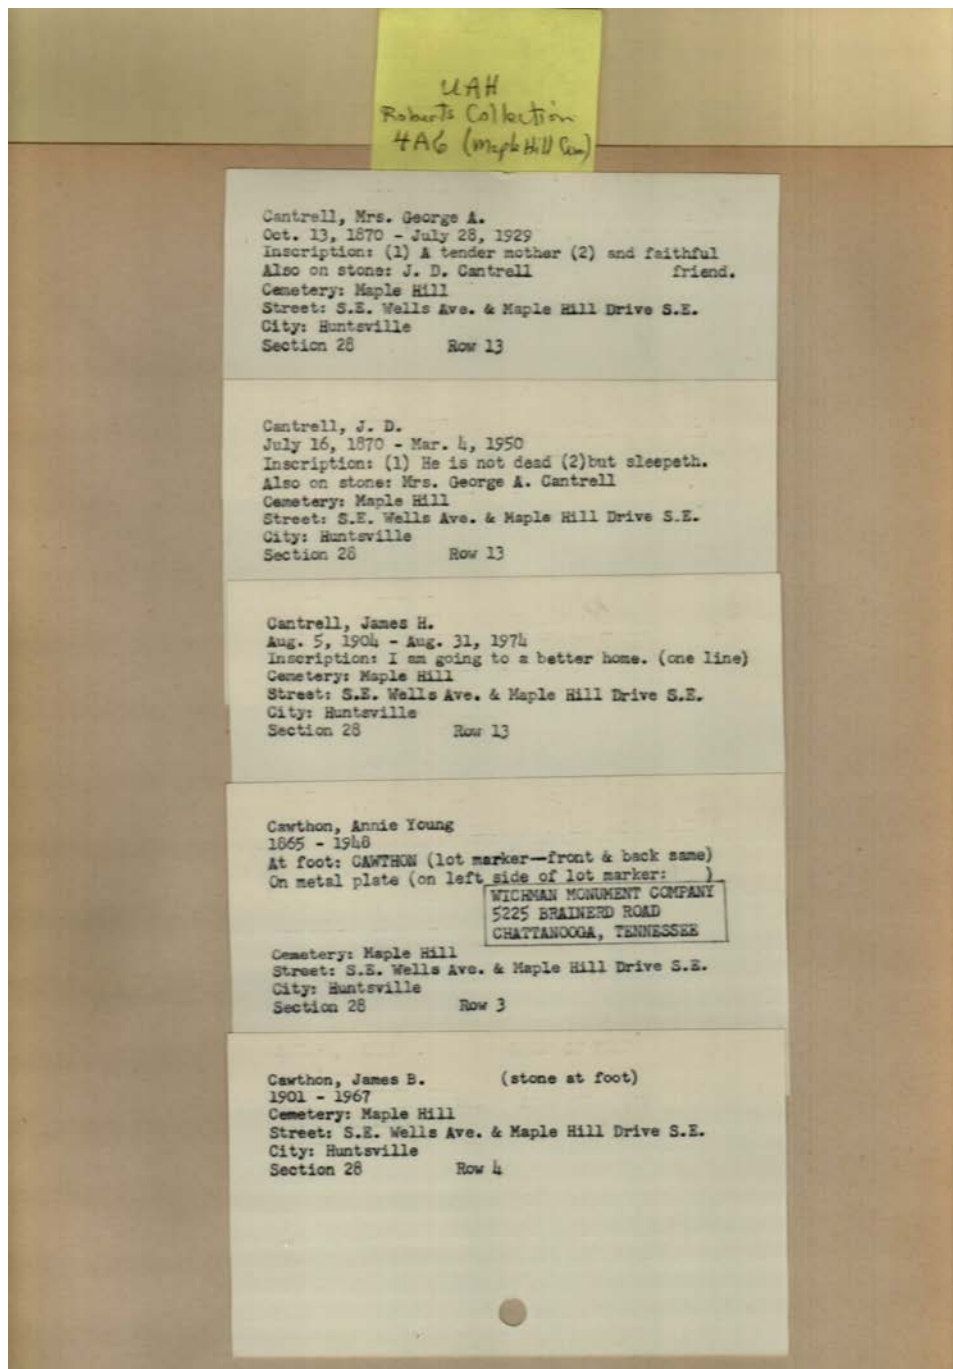 UAH
Roberts Collection
4A6 (Maple Hill Cem)
Cantrell, Mrs. George A.
Oct. 13, 1870 - July 28, 1929
Inscription: (1) A tender mother (2) and faithful
Also on stone: J. D. Cantrell friend.
Cemetery: Maple Hill
Street: S.E. Wells Ave. & Maple Hill Drive S.E.
City: Huntsville
Section 28 Row 13
Cantrell, J. D.
July 16, 1870 - Mar. 4, 1950
Inscription: (1) He is not dead (2)but sleepeth.
Also on stone: Mrs. George A. Cantrell
Cemetery: Maple Hill
Street: S.E. Wells Ave. & Maple Hill Drive S.E.
City: Huntsville
Section 28 Row 13
Cantrell, James H.
Aug. 5, 1904 - Aug. 31, 1974
Inscription: I am going to a better home. (one line)
Cemetery: Maple Hill
Street: S.E. Wells Ave. & Maple Hill Drive S.E.
City: Huntsville
Section 28 Row 13
Cawthon, Annie Young
1865 - 1948
At foot: CAWTHON (lot marker—front & back same)
On metal plate (on left side of lot marker: )
WICHMAN MONUMENT COMPANY
5225 BRAINERD ROAD
CHATTANOOGA, TENNESSEE
Cemetery: Maple Hill
Street: S.E. Wells Ave. & Maple Hill Drive S.E.
City: Huntsville
Section 28 Row 3
Cawthon, James B. (stone at foot)
1901 - 1967
Cemetery: Maple Hill
Street: S.E. Wells Ave. & Maple Hill Drive S.E.
City: Huntsville
Section 28 Row 4